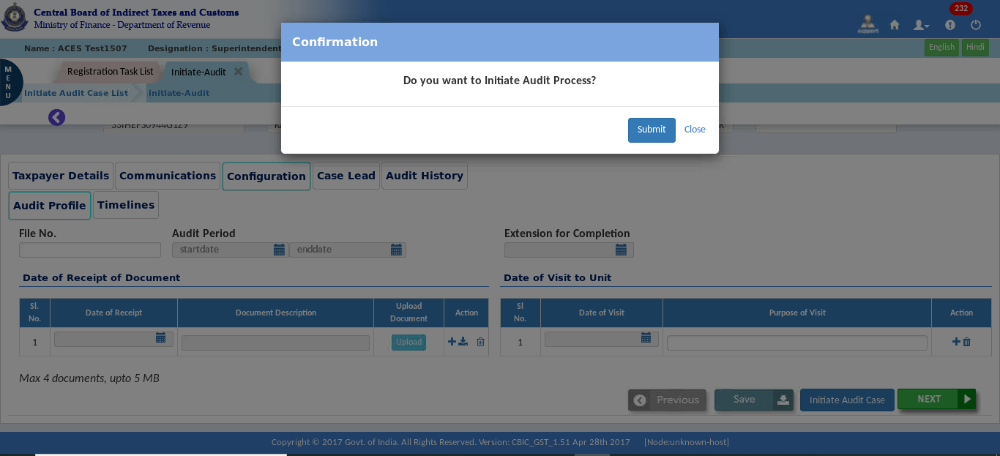 Central Board of Indirect Taxes and Customs
Ministry of Finance - Department of Revenue
232
support
Name : ACES Test1507 Designation : Superintendent
English Hindi
MENU
Registration Task List Initiate-Audit
Initiate Audit Case List Initiate-Audit
Confirmation
Do you want to Initiate Audit Process?
Submit Close
Taxpayer Details Communications Configuration Case Lead Audit History
Audit Profile Timelines
File No. Audit Period Extension for Completion
startdate enddate
Date of Receipt of Document Date of Visit to Unit
Sl. No. Date of Receipt Document Description Upload Document Action Sl No. Date of Visit Purpose of Visit Action
1 Upload 1
Max 4 documents, upto 5 MB
Previous Save Initiate Audit Case NEXT
Copyright © 2017 Govt. of India. All Rights Reserved. Version: CBIC_GST_1.51 Apr 28th 2017 [Node:unknown-host]